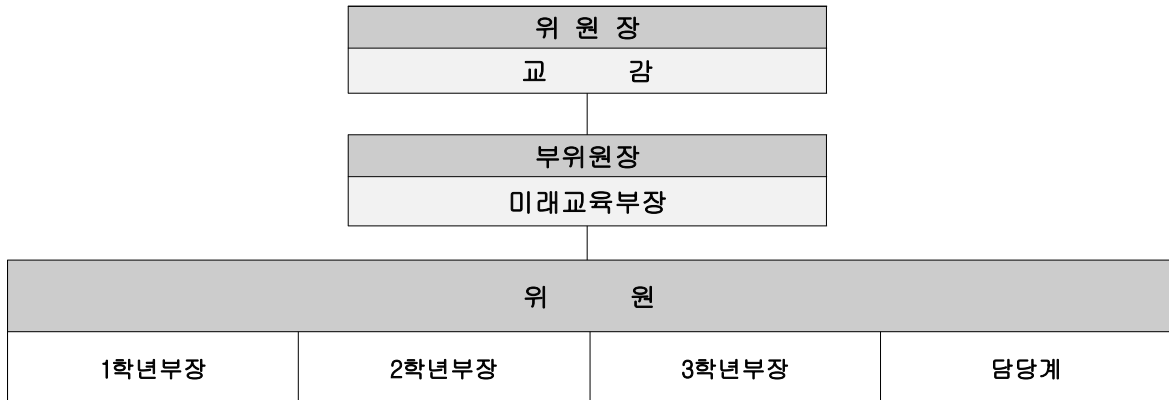 위 원 장
교 감
부위원장
미래교육부장
위 원
1학년부장 2학년부장 3학년부장 담당계